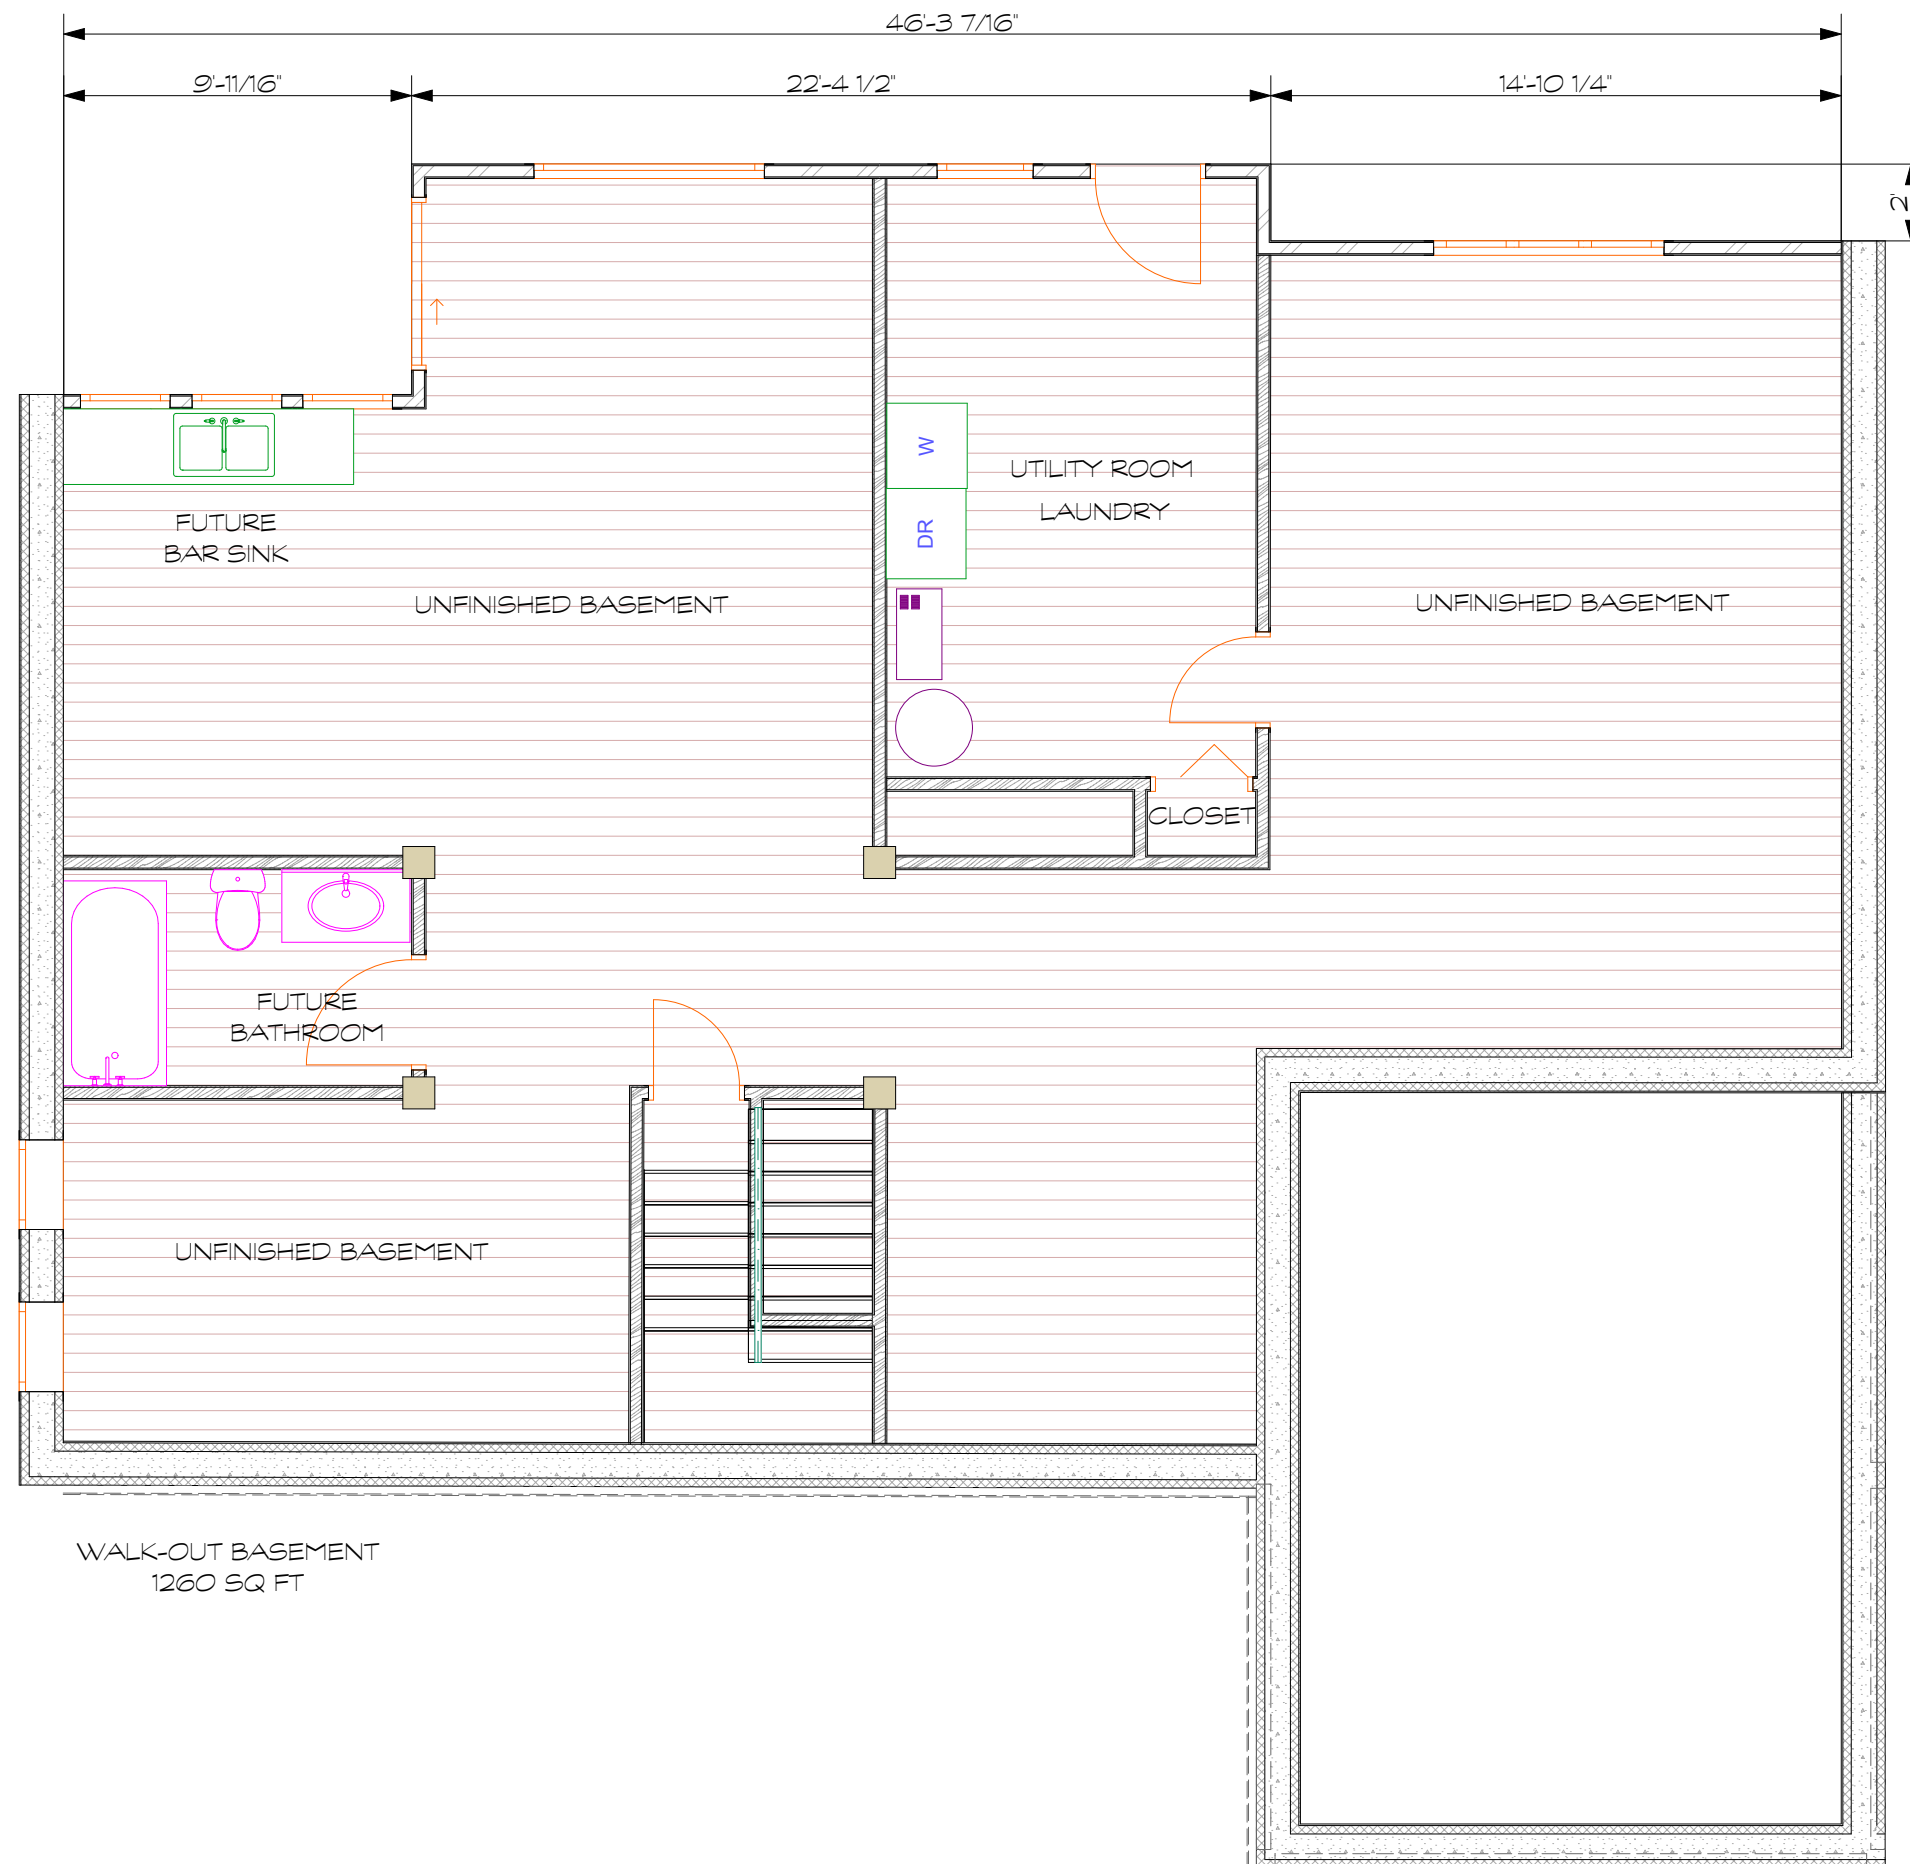 46'-3 7/16"
9'-11/16"
22'-4 1/2"
14'-10 1/4"
2'
W
UTILITY ROOM
LAUNDRY
DR
FUTURE
BAR SINK
UNFINISHED BASEMENT
UNFINISHED BASEMENT
CLOSET
FUTURE
BATHROOM
UNFINISHED BASEMENT
WALK-OUT BASEMENT
1260 SQ FT